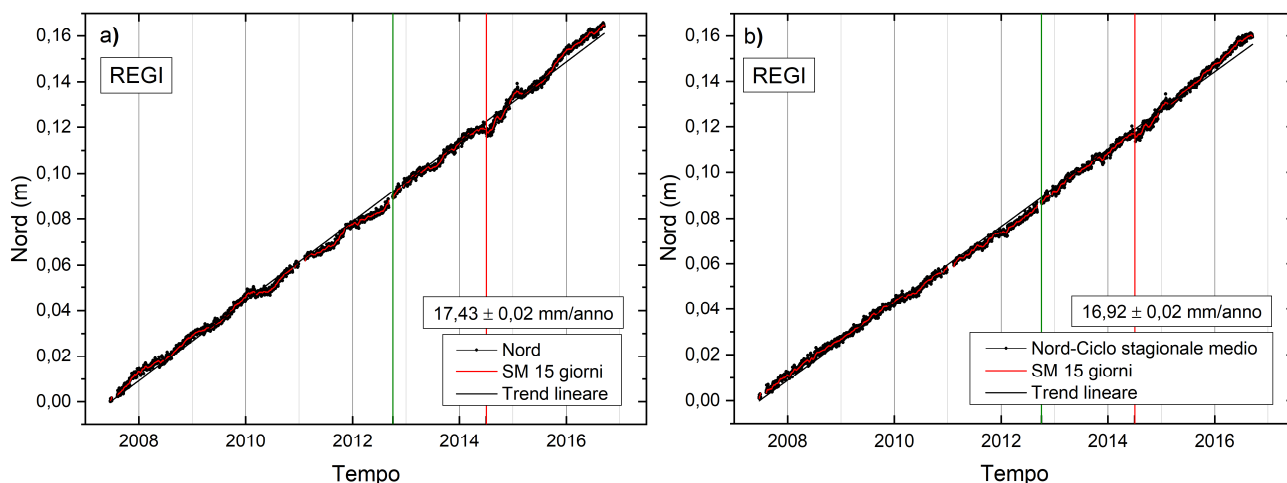 a)
REGI
0,16
0,14
0,12
0,10
0,08
0,06
0,04
0,02
0,00
Nord (m)
17,43 ± 0,02 mm/anno
Nord
SM 15 giorni
Trend lineare
2008 2010 2012 2014 2016
Tempo
b)
REGI
0,16
0,14
0,12
0,10
0,08
0,06
0,04
0,02
0,00
Nord (m)
16,92 ± 0,02 mm/anno
Nord-Ciclo stagionale medio
SM 15 giorni
Trend lineare
2008 2010 2012 2014 2016
Tempo